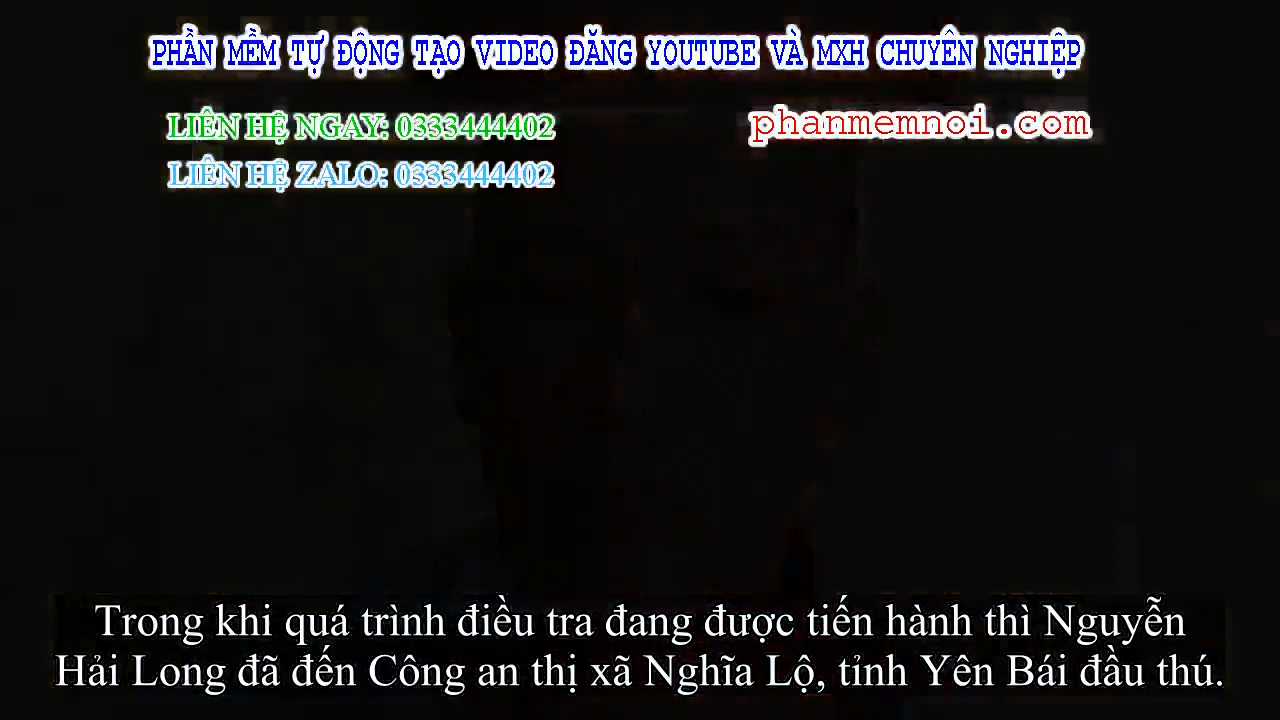 PHẦN MỀM TỰ ĐỘNG TẠO VIDEO ĐĂNG YOUTUBE VÀ MXH CHUYÊN NGHIỆP
LIÊN HỆ NGAY: 0333444402
phanmemnoi.com
LIÊN HỆ ZALO: 0333444402
Trong khi quá trình điều tra đang được tiến hành thì Nguyễn
Hải Long đã đến Công an thị xã Nghĩa Lộ, tỉnh Yên Bái đầu thú.